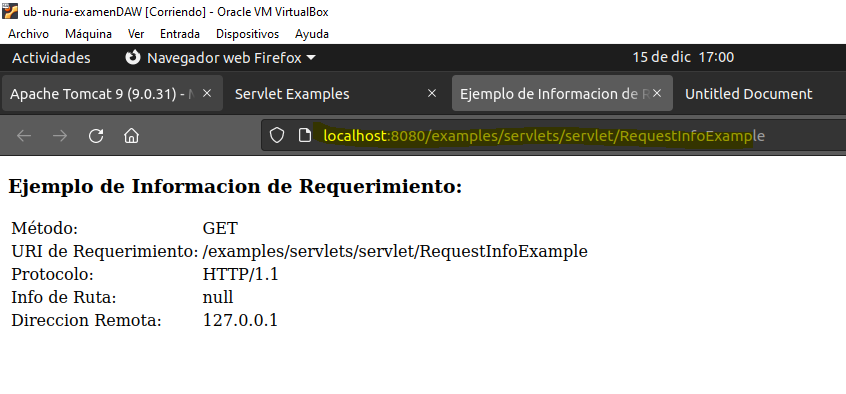 ub-nuria-examenDAW [Corriendo] - Oracle VM VirtualBox
Archivo Máquina Ver Entrada Dispositivos Ayuda
Actividades Navegador web Firefox 15 de dic 17:00
Apache Tomcat 9 (9.0.31) - Servlet Examples Ejemplo de Informacion de Untitled Document
localhost:8080/examples/servlets/servlet/RequestInfoExample
Ejemplo de Informacion de Requerimiento:
Método: GET
URI de Requerimiento: /examples/servlets/servlet/RequestInfoExample
Protocolo: HTTP/1.1
Info de Ruta: null
Direccion Remota: 127.0.0.1